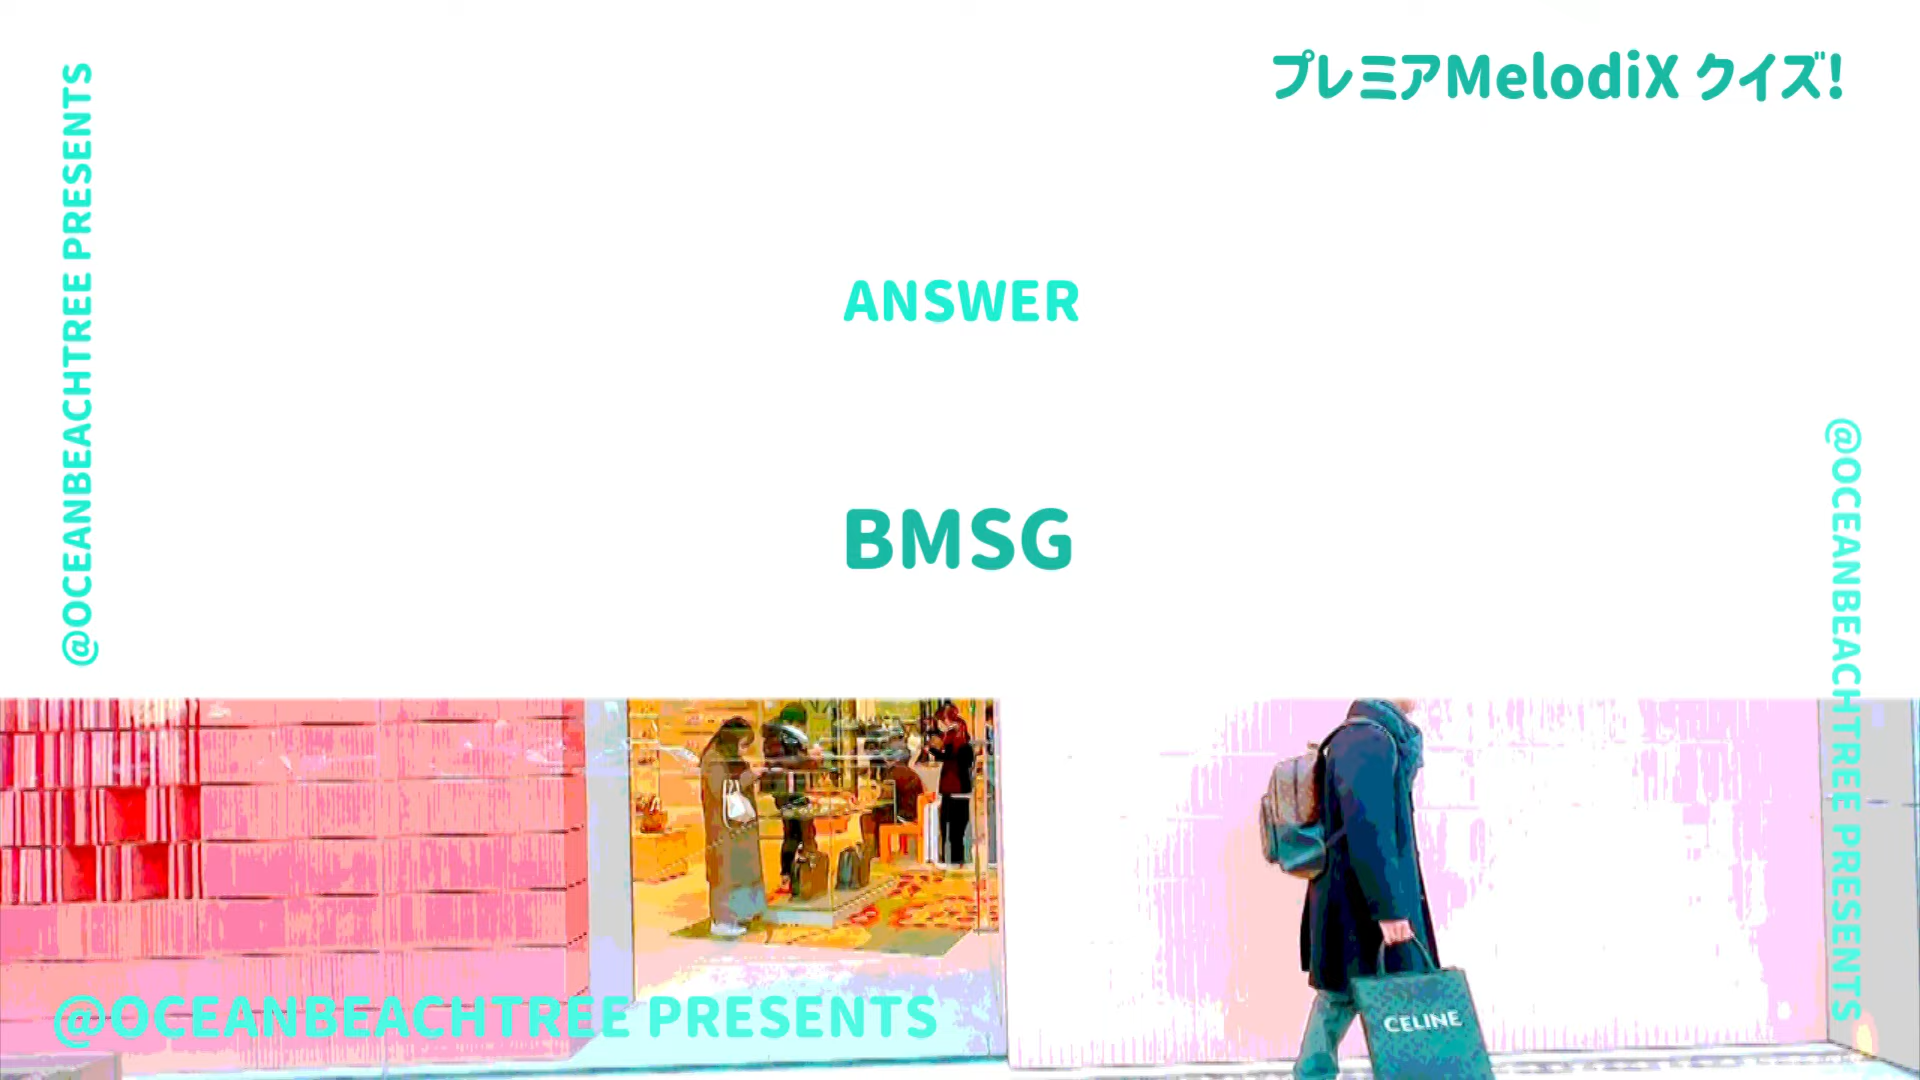 プレミアMelodiX クイズ!
@OCEANBEACHTREE PRESENTS
ANSWER
BMSG
@OCEANBEACHTREE PRESENTS
@OCEANBEACHTREE PRESENTS
CELINE